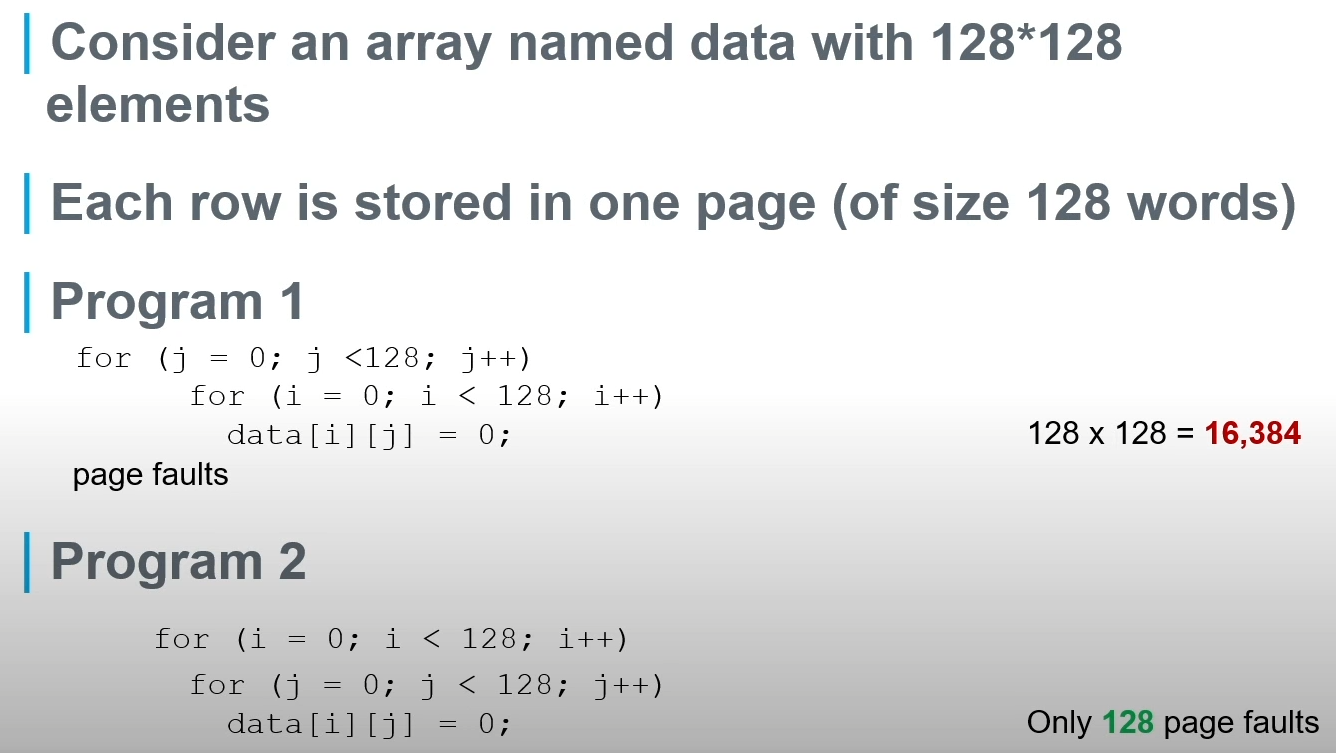 Consider an array named data with 128*128
elements
Each row is stored in one page (of size 128 words)
Program 1
for (j = 0; j <128; j++)
for (i = 0; i < 128; i++)
data[i][j] = 0;
128 x 128 = 16,384
page faults
Program 2
for (i = 0; i < 128; i++)
for (j = 0; j < 128; j++)
data[i][j] = 0;
Only 128 page faults